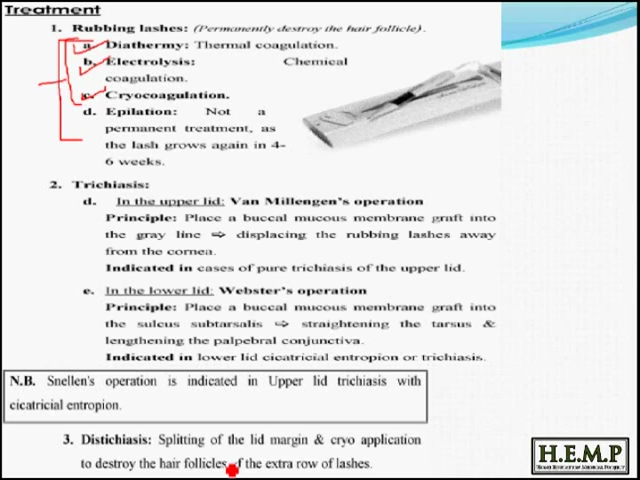 Treatment
1. Rubbing lashes: (Permanently destroy the hair follicle).
a. Diathermy: Thermal coagulation.
b. Electrolysis: Chemical
coagulation.
c. Cryocoagulation.
d. Epilation: Not a
permanent treatment, as
the lash grows again in 4-
6 weeks.
2. Trichiasis:
d. In the upper lid: Van Millengen's operation
Principle: Place a buccal mucous membrane graft into
the gray line ⇨ displacing the rubbing lashes away
from the cornea.
Indicated in cases of pure trichiasis of the upper lid.
e. In the lower lid: Webster's operation
Principle: Place a buccal mucous membrane graft into
the sulcus subtarsalis ⇨ straightening the tarsus &
lengthening the palpebral conjunctiva.
Indicated in lower lid cicatricial entropion or trichiasis.
N.B. Snellen's operation is indicated in Upper lid trichiasis with
cicatricial entropion.
3. Distichiasis: Splitting of the lid margin & cryo application
to destroy the hair follicles of the extra row of lashes.
H.E.M.P